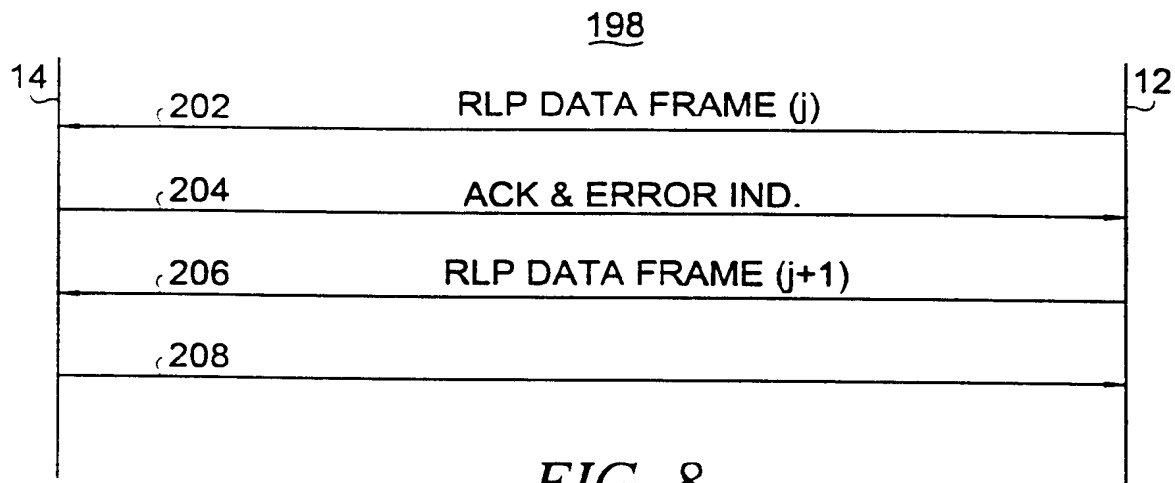 198
14
12
202 RLP DATA FRAME (j)
204 ACK & ERROR IND.
206 RLP DATA FRAME (j+1)
208
FIG. 8